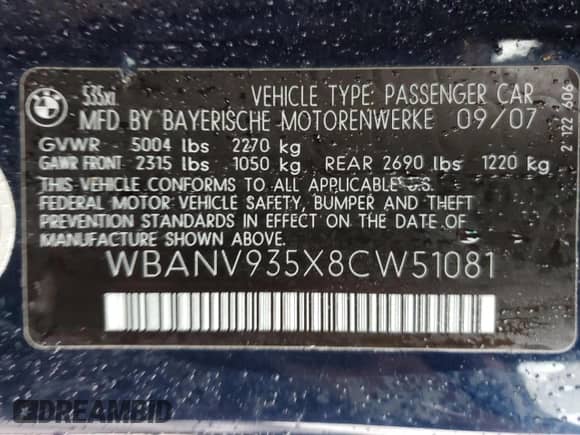 BMW
535xi VEHICLE TYPE: PASSENGER CAR
MFD BY BAYERISCHE MOTORENWERKE 09/07
GVWR 5004 lbs 2270 kg
GAWR FRONT 2315 lbs 1050 kg REAR 2690 lbs 1220 kg
THIS VEHICLE CONFORMS TO ALL APPLICABLE U.S.
FEDERAL MOTOR VEHICLE SAFETY, BUMPER AND THEFT
PREVENTION STANDARDS IN EFFECT ON THE DATE OF
MANUFACTURE SHOWN ABOVE.
WBANV935X8CW51081
2 122 606
DREAMBID